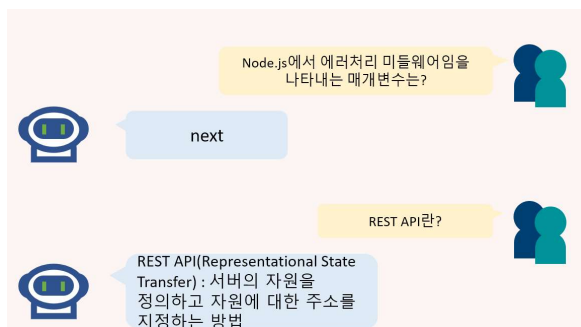 Node.js에서 에러처리 미들웨어임을
나타내는 매개변수는?
next
REST API란?
REST API(Representational State
Transfer) : 서버의 자원을
정의하고 자원에 대한 주소를
지정하는 방법